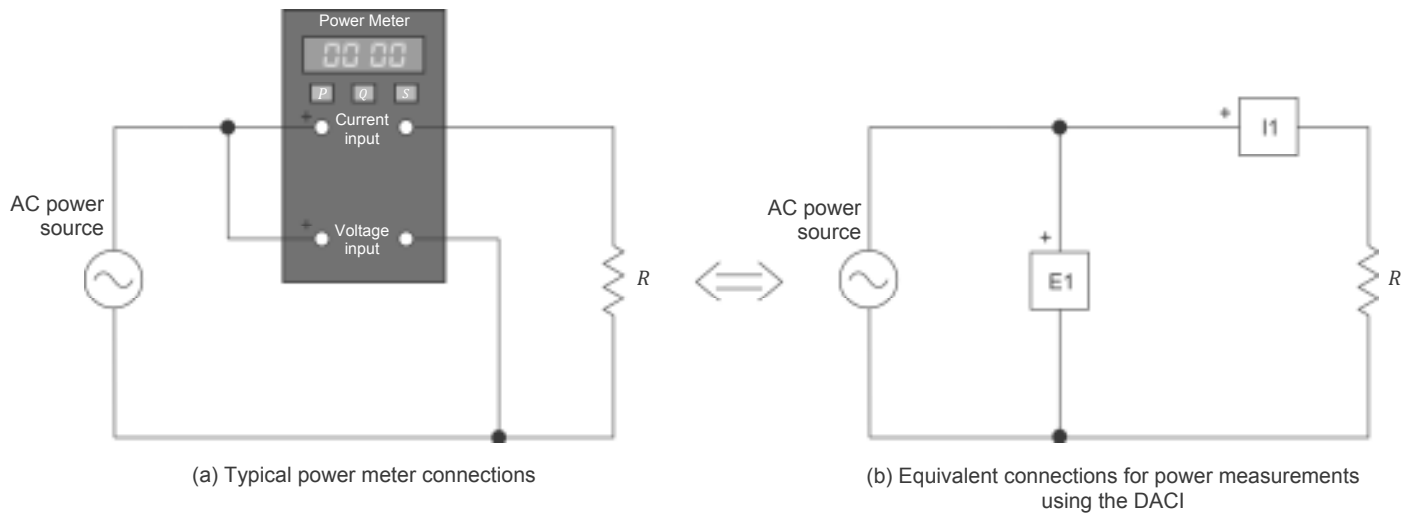 Power Meter
00 00
P Q S
+ Current
input
+ Voltage
input
AC power
source
R
(a) Typical power meter connections
+ I1
AC power
source
+
E1
R
(b) Equivalent connections for power measurements
using the DACI